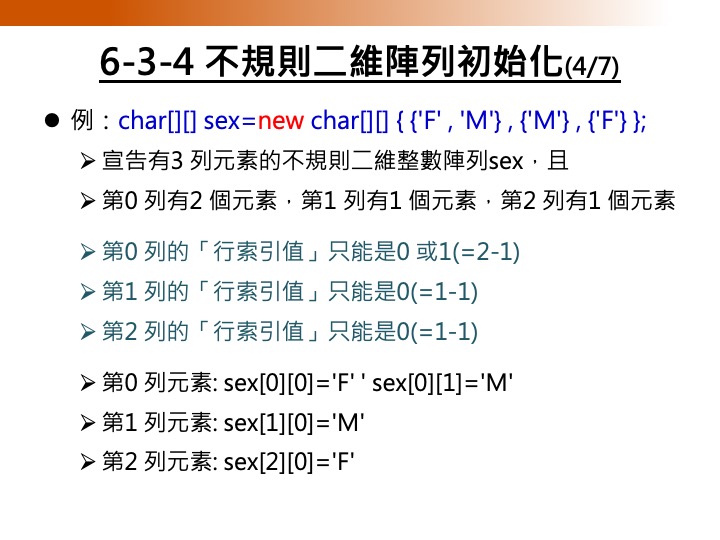 6-3-4 不規則二維陣列初始化(4/7)
● 例：char[][] sex=new char[][] { {'F' , 'M'} , {'M'} , {'F'} };
➢ 宣告有3 列元素的不規則二維整數陣列sex，且
➢ 第0 列有2 個元素，第1 列有1 個元素，第2 列有1 個元素
➢ 第0 列的「行索引值」只能是0 或1(=2-1)
➢ 第1 列的「行索引值」只能是0(=1-1)
➢ 第2 列的「行索引值」只能是0(=1-1)
➢ 第0 列元素: sex[0][0]='F' ' sex[0][1]='M'
➢ 第1 列元素: sex[1][0]='M'
➢ 第2 列元素: sex[2][0]='F'